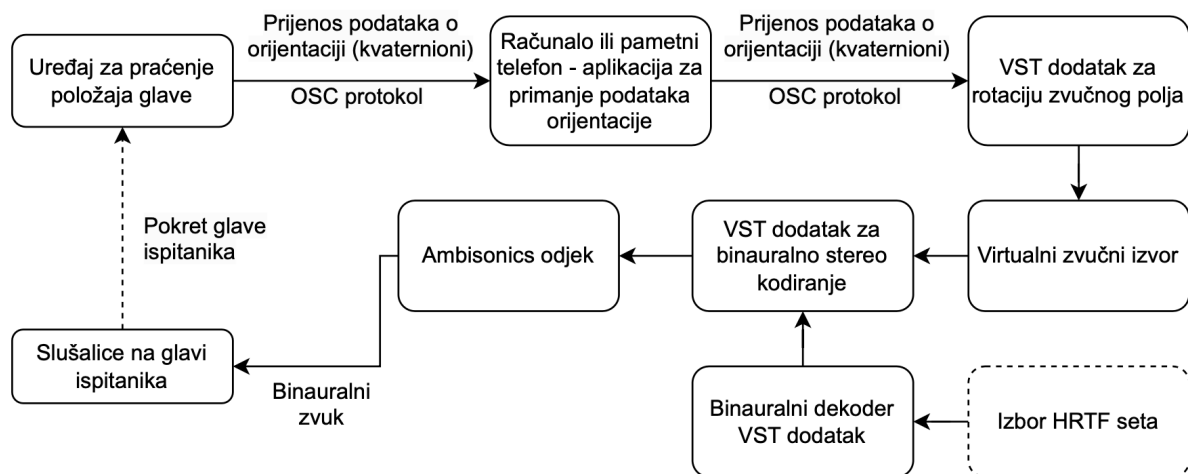 Uređaj za praćenje
položaja glave
Prijenos podataka o
orijentaciji (kvaternioni)
OSC protokol
Računalo ili pametni
telefon - aplikacija za
primanje podataka
orijentacije
Prijenos podataka o
orijentaciji (kvaternioni)
OSC protokol
VST dodatak za
rotaciju zvučnog polja
Virtualni zvučni izvor
VST dodatak za
binauralno stereo
kodiranje
Ambisonics odjek
Pokret glave
ispitanika
Slušalice na glavi
ispitanika
Binauralni
zvuk
Binauralni dekoder
VST dodatak
Izbor HRTF seta